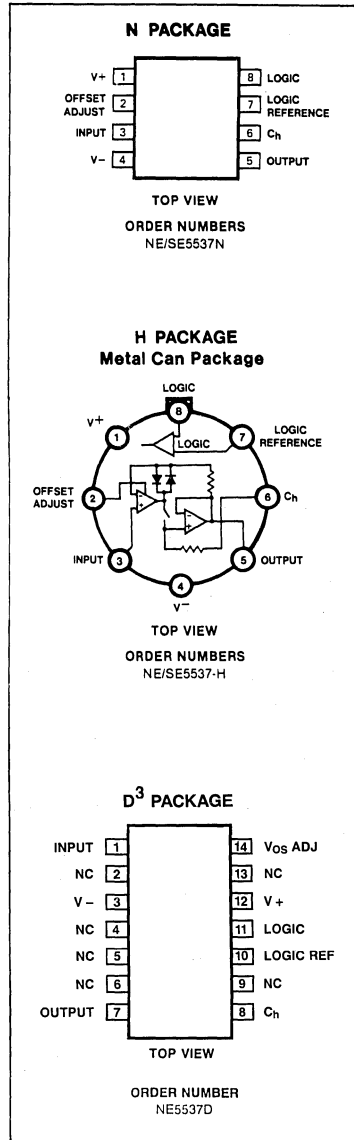 N PACKAGE
V+ 1
8 LOGIC
OFFSET
ADJUST 2
7 LOGIC
REFERENCE
INPUT 3
6 Ch
V− 4
5 OUTPUT
TOP VIEW
ORDER NUMBERS
NE/SE5537N
H PACKAGE
Metal Can Package
LOGIC
8
V+
1
LOGIC
7
LOGIC
REFERENCE
OFFSET
ADJUST
2
6
Ch
INPUT
3
5
OUTPUT
4
V−
TOP VIEW
ORDER NUMBERS
NE/SE5537-H
D³ PACKAGE
INPUT 1
14 VOS ADJ
NC 2
13 NC
V − 3
12 V +
NC 4
11 LOGIC
NC 5
10 LOGIC REF
NC 6
9 NC
OUTPUT 7
8 Ch
TOP VIEW
ORDER NUMBER
NE5537D